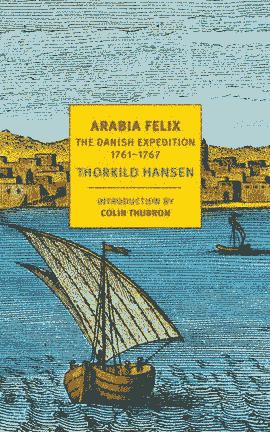 ARABIA FELIX
THE DANISH EXPEDITION
1761–1767
THORKILD HANSEN
INTRODUCTION BY
COLIN THUBRON